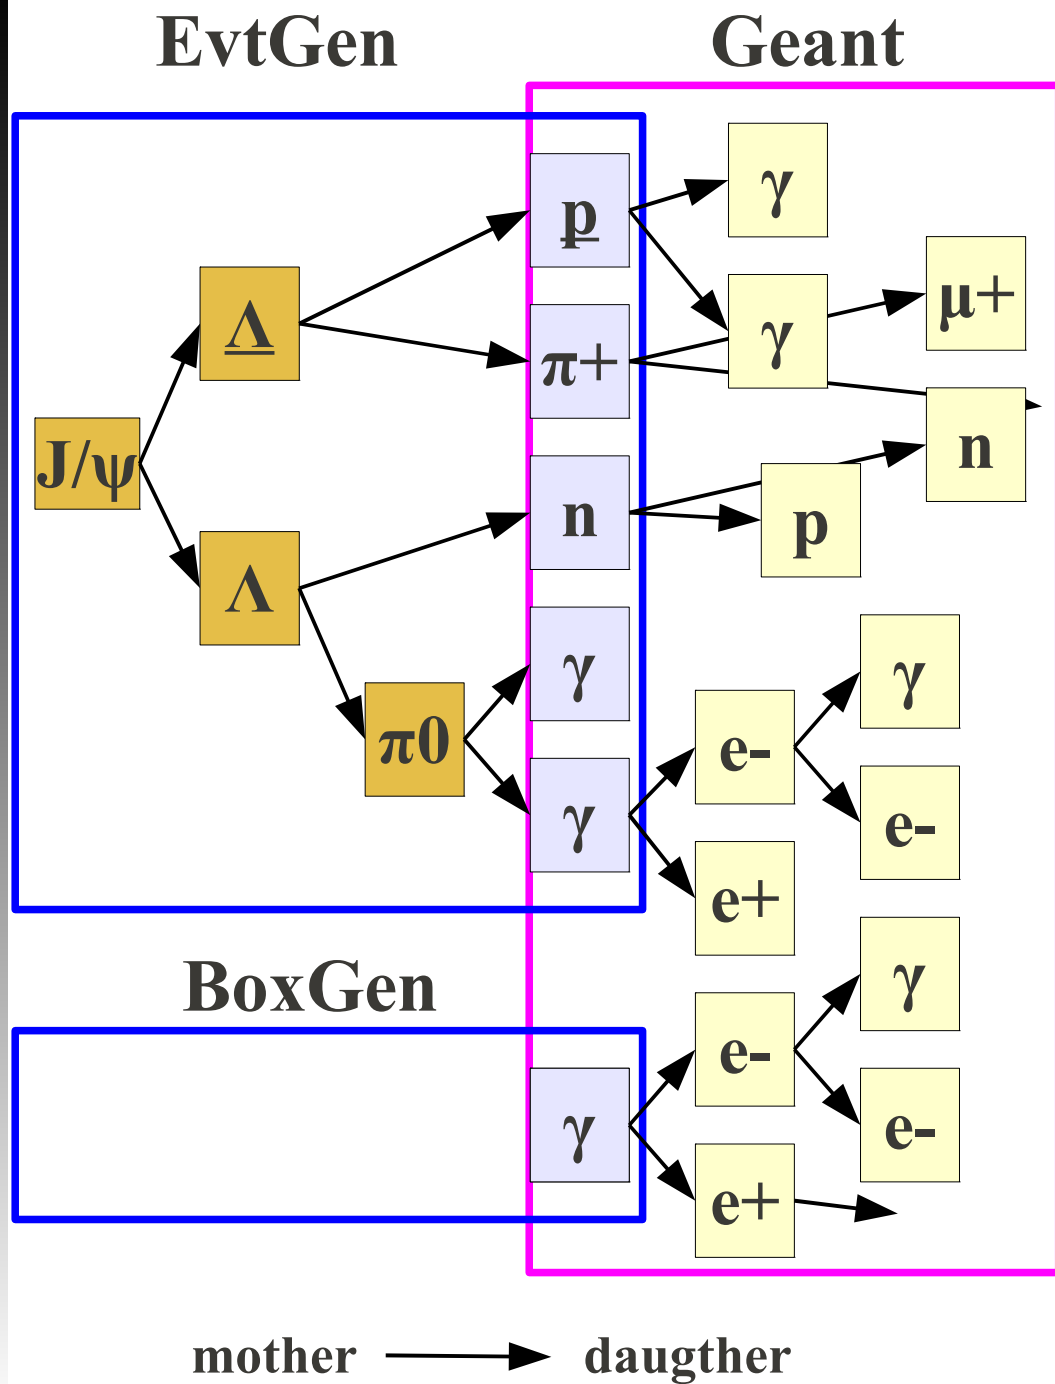 EvtGen
Geant
p
γ
γ
μ+
Λ
π+
n
J/ψ
n
p
Λ
γ
γ
π0
e-
γ
e-
e+
BoxGen
γ
e-
γ
e-
e+
mother
daugther